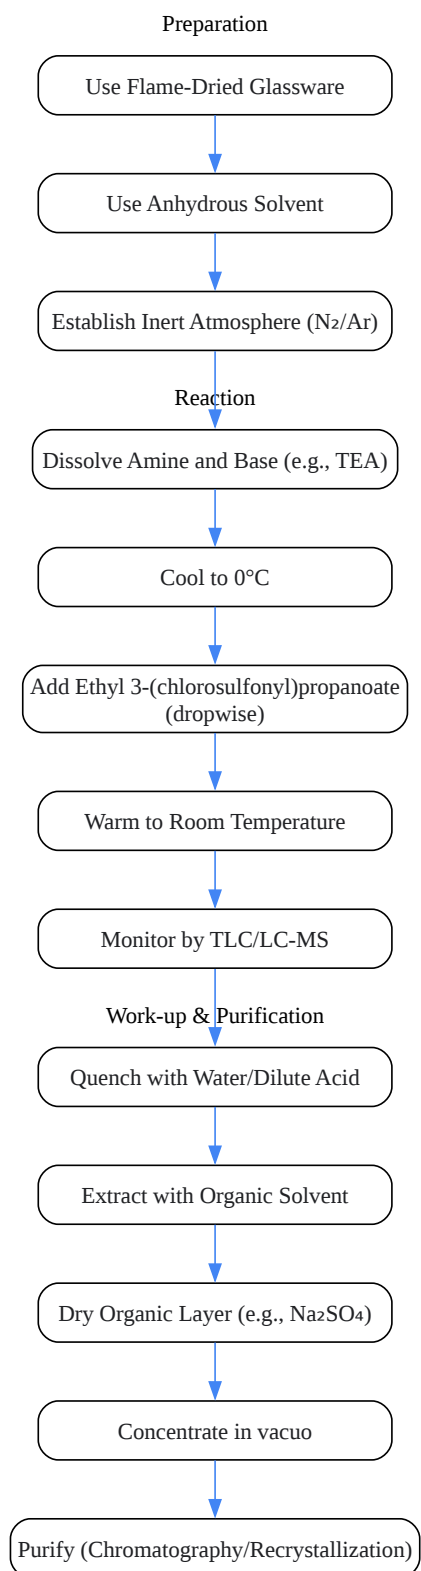 Preparation
Use Flame-Dried Glassware
Use Anhydrous Solvent
Establish Inert Atmosphere (N₂/Ar)
Reaction
Dissolve Amine and Base (e.g., TEA)
Cool to 0°C
Add Ethyl 3-(chlorosulfonyl)propanoate
(dropwise)
Warm to Room Temperature
Monitor by TLC/LC-MS
Work-up & Purification
Quench with Water/Dilute Acid
Extract with Organic Solvent
Dry Organic Layer (e.g., Na₂SO₄)
Concentrate in vacuo
Purify (Chromatography/Recrystallization)